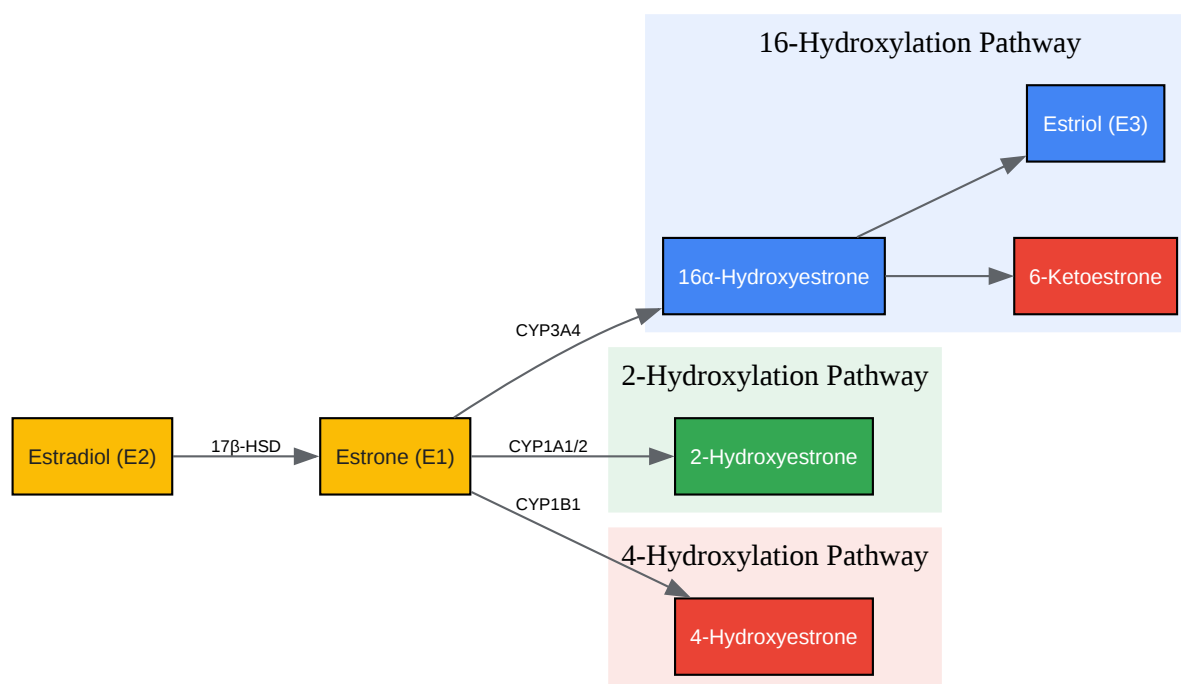 16-Hydroxylation Pathway
Estriol (E3)
16α-Hydroxyestrone
6-Ketoestrone
CYP3A4
2-Hydroxylation Pathway
Estradiol (E2)
17β-HSD
Estrone (E1)
CYP1A1/2
2-Hydroxyestrone
CYP1B1
4-Hydroxylation Pathway
4-Hydroxyestrone